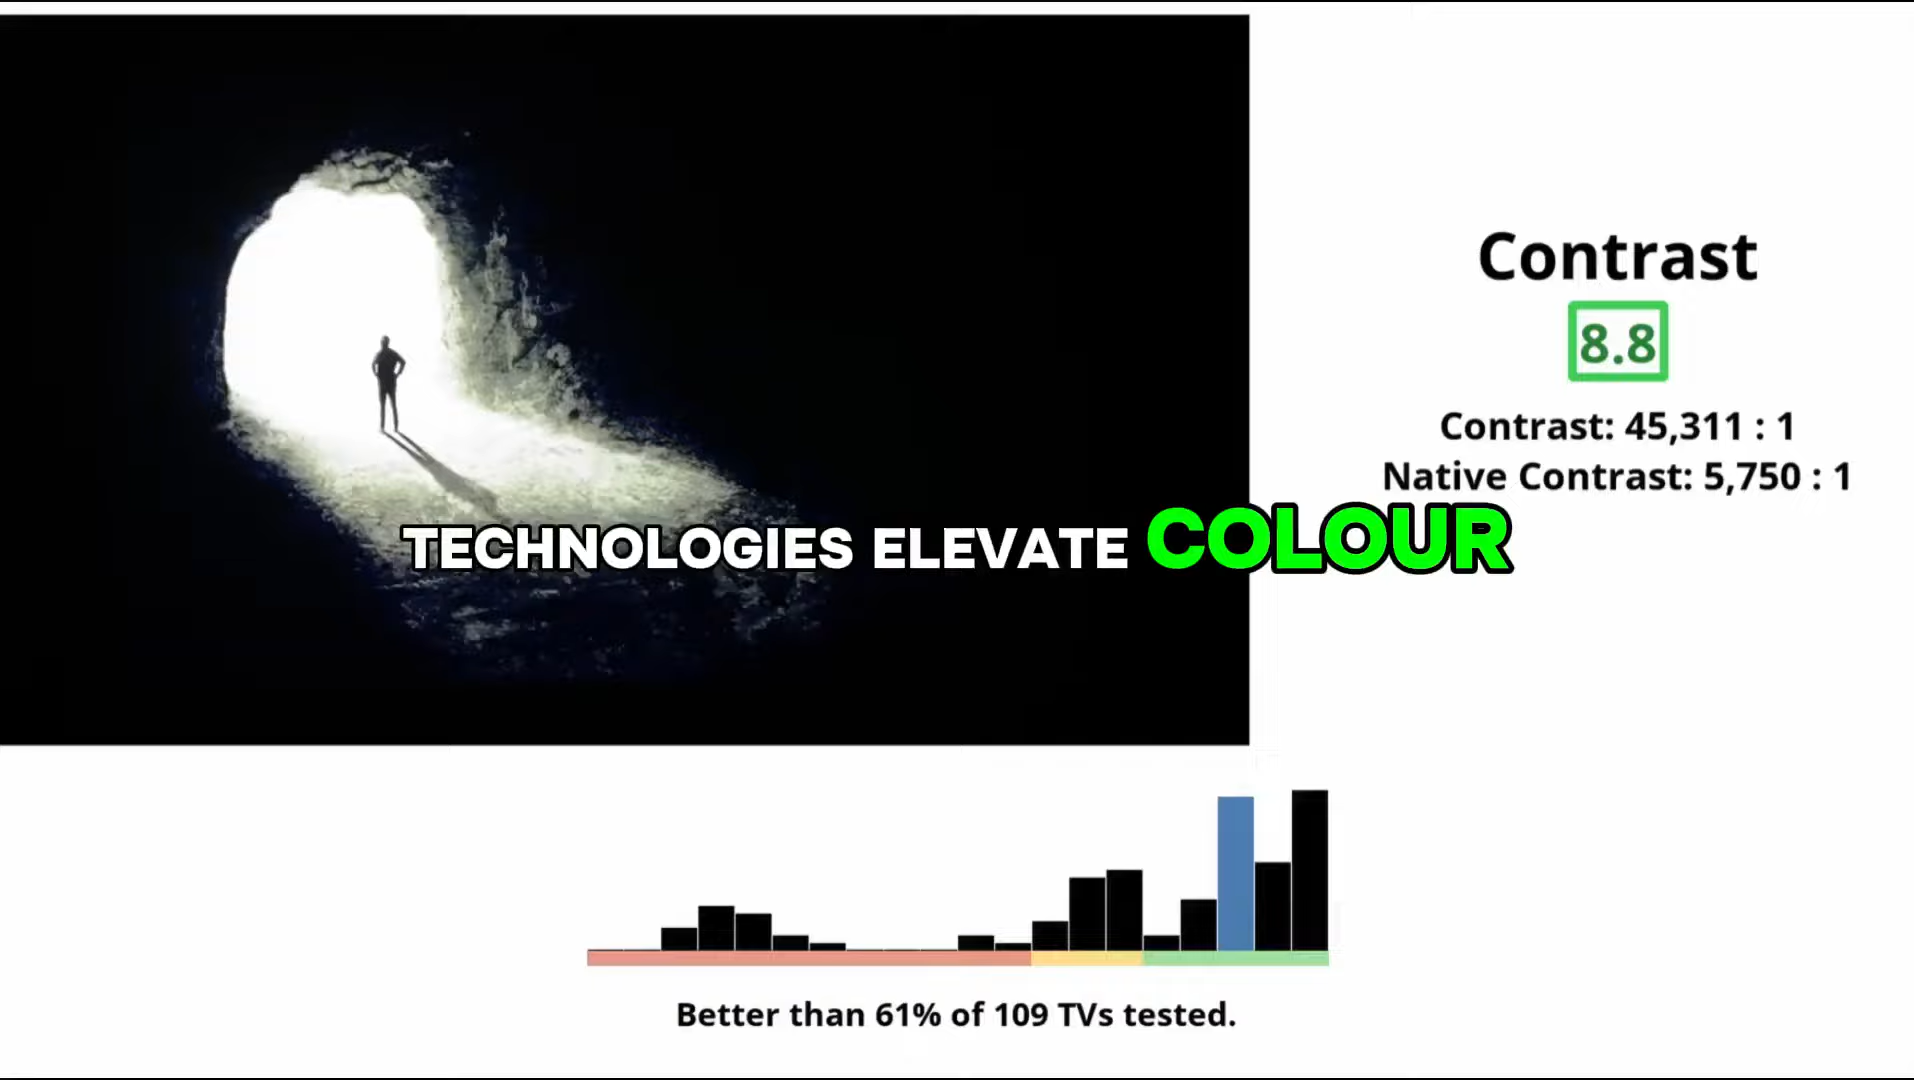 Contrast
8.8
Contrast: 45,311 : 1
Native Contrast: 5,750 : 1
TECHNOLOGIES ELEVATE COLOUR
Better than 61% of 109 TVs tested.